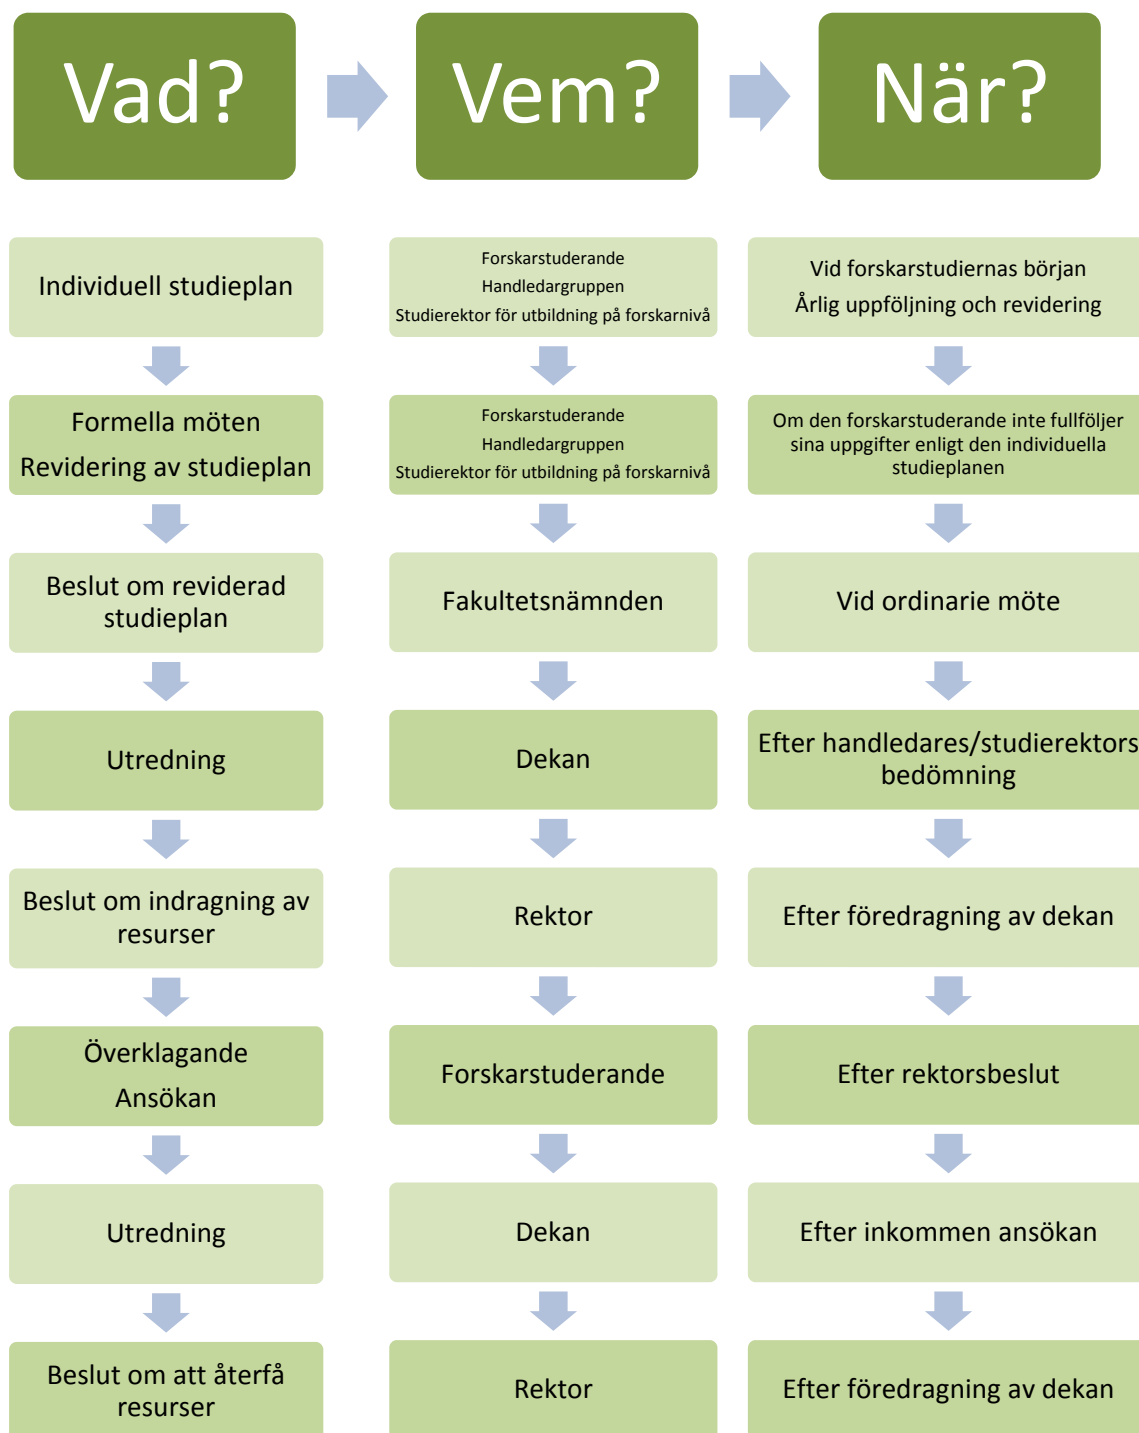 Vad?
Vem?
När?
Individuell studieplan
Forskarstuderande
Handledargruppen
Studierektor för utbildning på forskarnivå
Vid forskarstudiernas början
Årlig uppföljning och revidering
Formella möten
Revidering av studieplan
Forskarstuderande
Handledargruppen
Studierektor för utbildning på forskarnivå
Om den forskarstuderande inte fullföljer
sina uppgifter enligt den individuella
studieplanen
Beslut om reviderad
studieplan
Fakultetsnämnden
Vid ordinarie möte
Utredning
Dekan
Efter handledares/studierektors
bedömning
Beslut om indragning av
resurser
Rektor
Efter föredragning av dekan
Överklagande
Ansökan
Forskarstuderande
Efter rektorsbeslut
Utredning
Dekan
Efter inkommen ansökan
Beslut om att återfå
resurser
Rektor
Efter föredragning av dekan